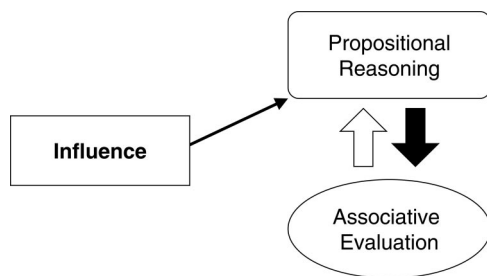 Propositional
Reasoning
Influence
Associative
Evaluation